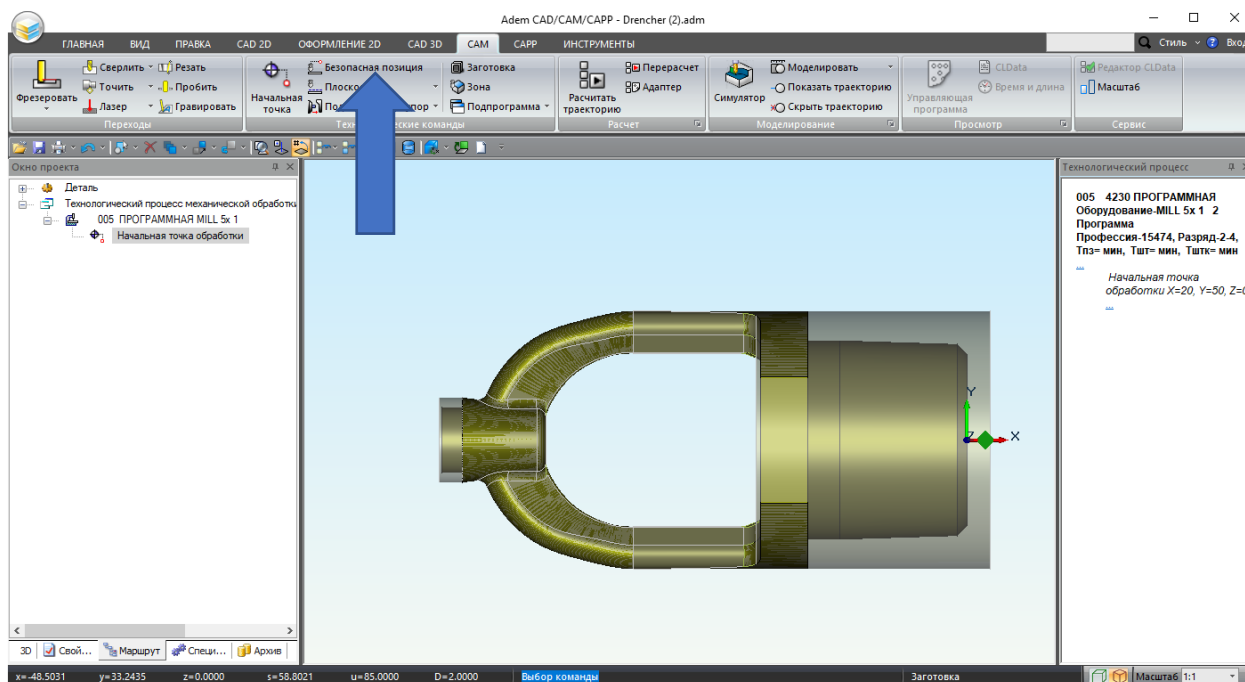 Adem CAD/CAM/CAPP - Drencher (2).adm
ГЛАВНАЯ ВИД ПРАВКА CAD 2D ОФОРМЛЕНИЕ 2D CAD 3D CAM CAPP ИНСТРУМЕНТЫ Стиль Вход
Фрезеровать
Сверлить Резать
Точить Пробить
Лазер Гравировать
Переходы
Начальная точка
Безопасная позиция Заготовка
Зона
Подпрограмма
команды
Расчитать траекторию
Перерасчет
Адаптер
Расчет
Симулятор
Моделировать
Показать траекторию
Скрыть траекторию
Моделирование
Управляющая программа
CLData
Время и длина
Просмотр
Редактор CLData
Масштаб
Сервис
Окно проекта
Деталь
Технологический процесс механической обработки
005 ПРОГРАММНАЯ MILL 5x 1
Начальная точка обработки
Y
Z X
Технологический процесс
005 4230 ПРОГРАММНАЯ
Оборудование-MILL 5x 1 2
Программа
Профессия-15474, Разряд-2-4,
Тпз= мин, Тшт= мин, Тштк= мин
...
Начальная точка
обработки X=20, Y=50, Z=0
...
3D Свой... Маршрут Специ... Архив
x=-48.5031 y=33.2435 z=0.0000 s=58.8021 u=85.0000 D=2.0000 Выбор команды Заготовка Масштаб 1:1